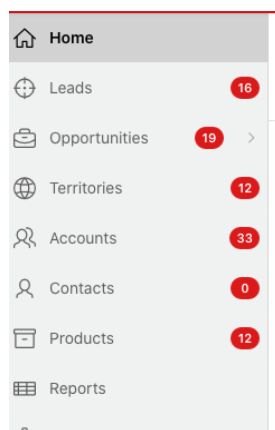 Home
Leads 16
Opportunities 19
Territories 12
Accounts 33
Contacts 0
Products 12
Reports